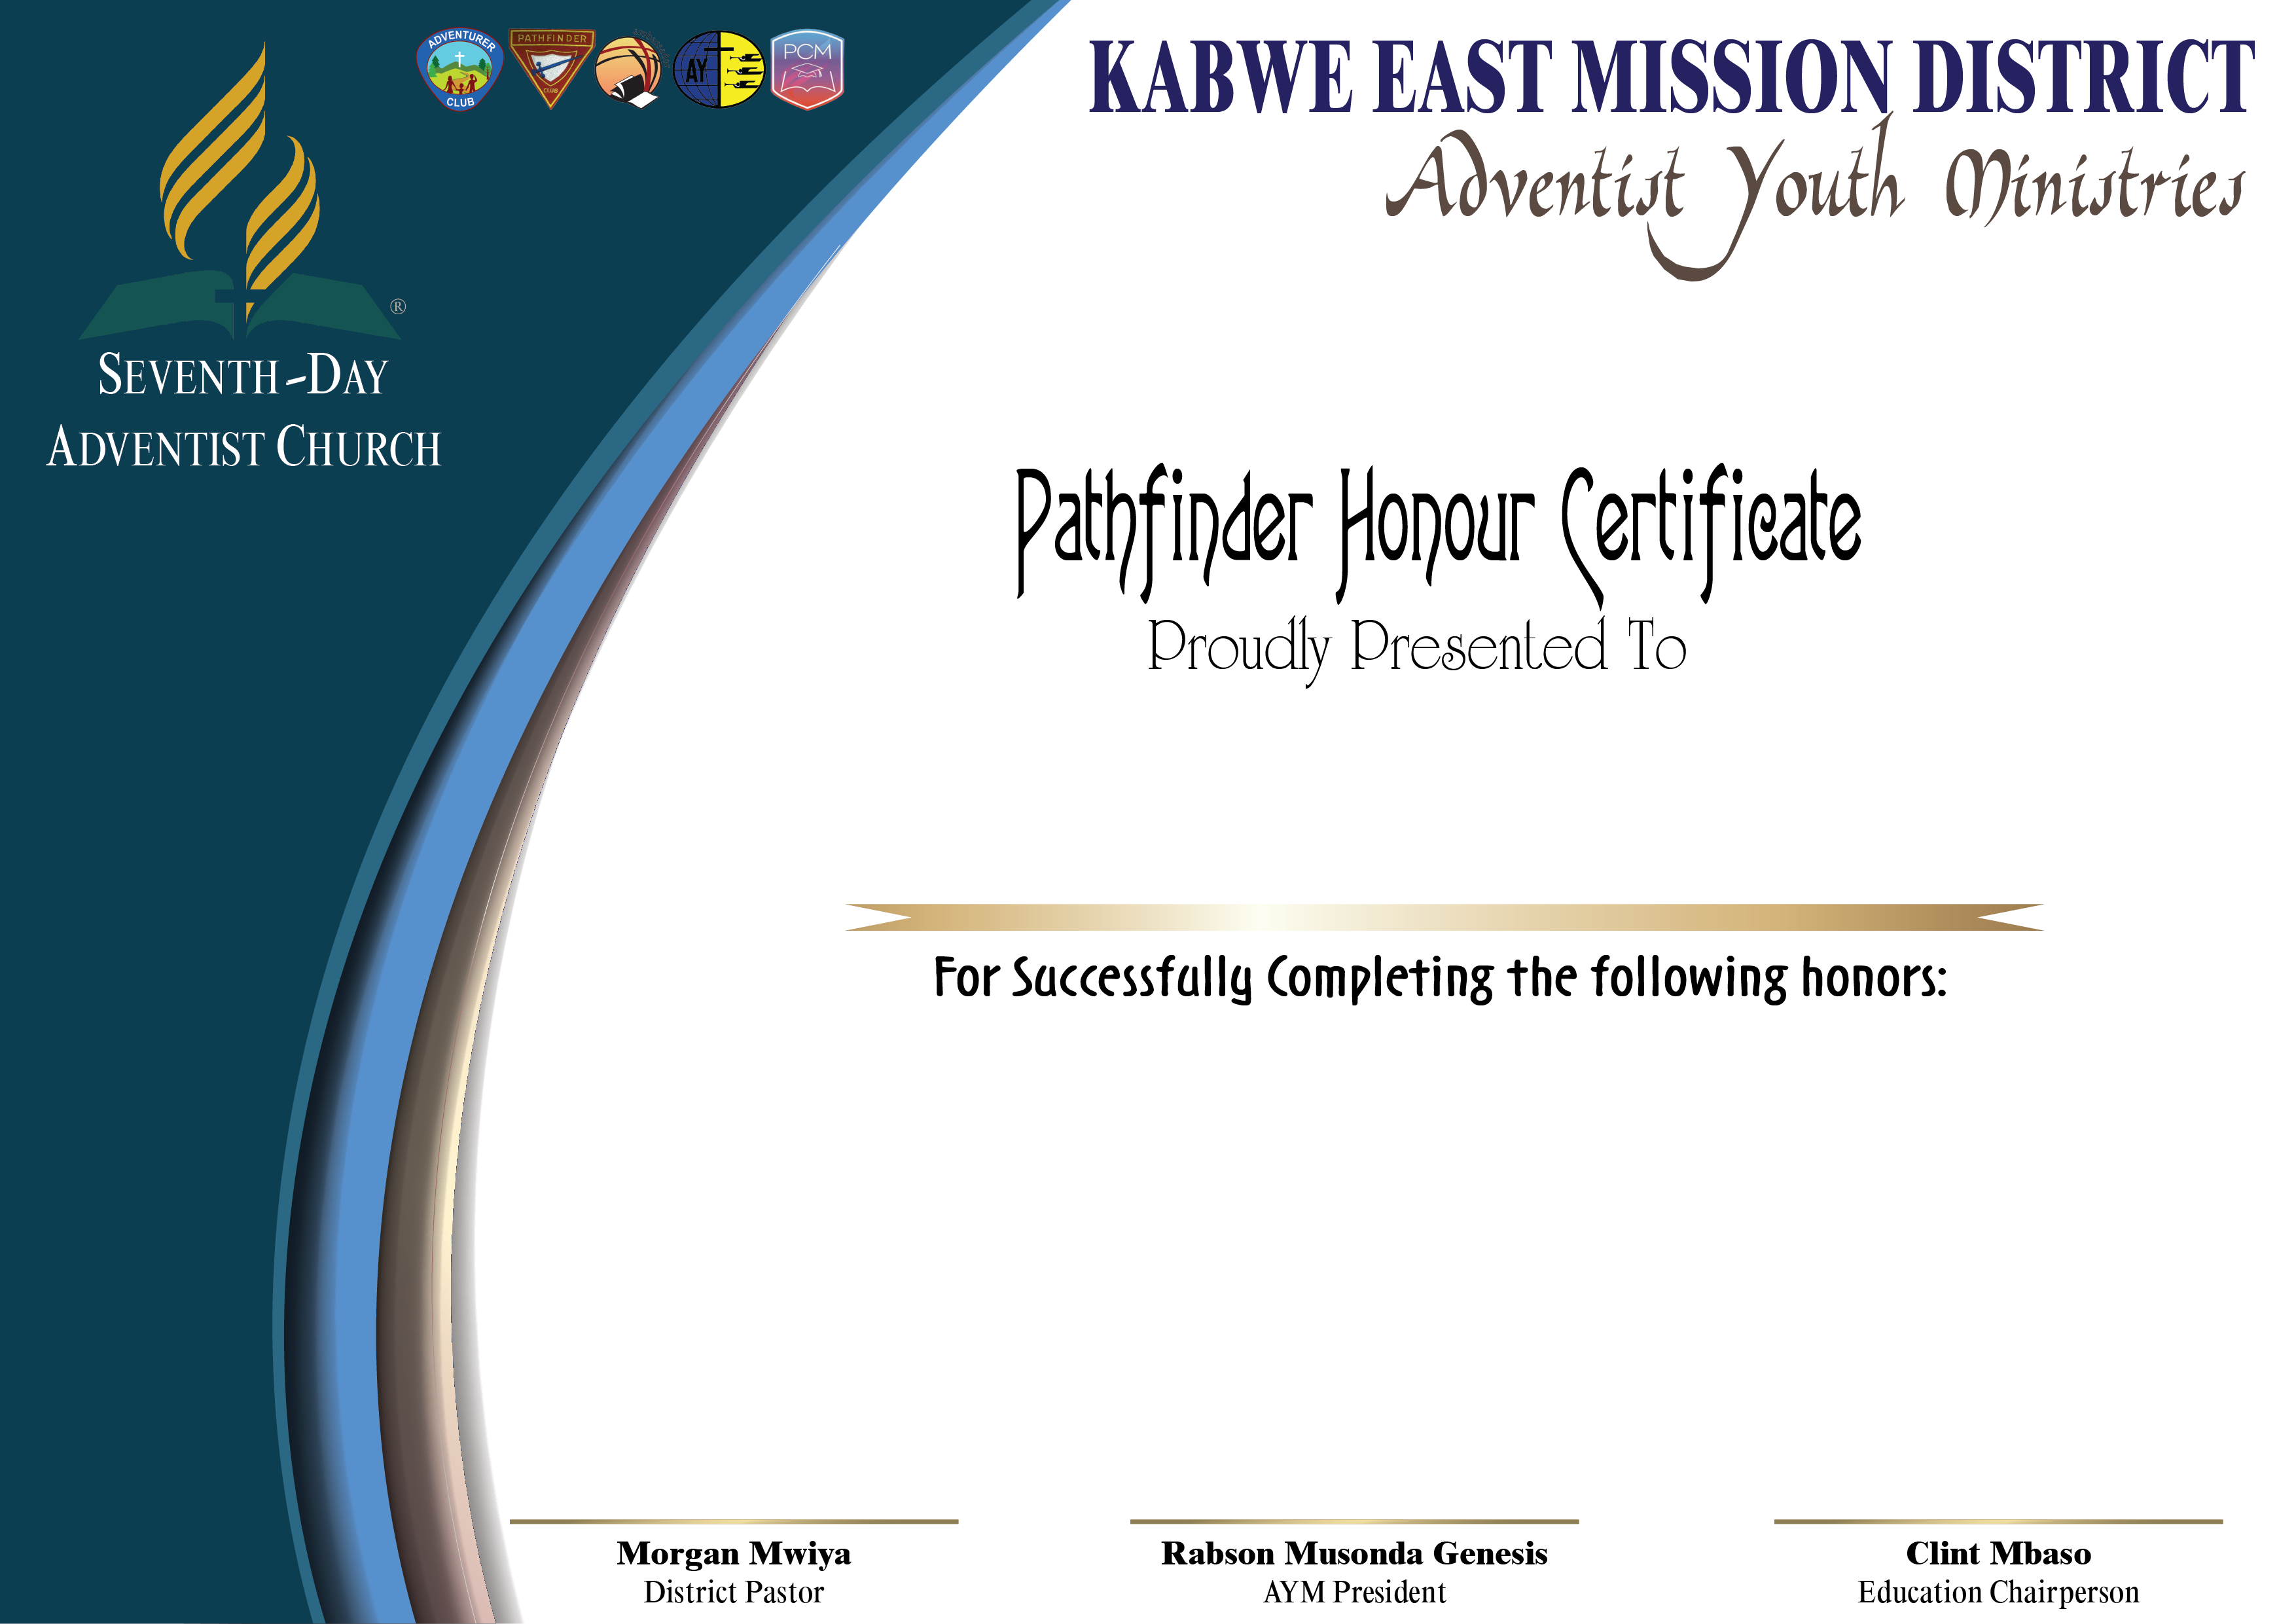 ADVENTURER
CLUB
PATHFINDER
CLUB
AY
PCM
KABWE EAST MISSION DISTRICT
Adventist Youth Ministries
®
SEVENTH-DAY
ADVENTIST CHURCH
Pathfinder Honour Certificate
Proudly Presented To
For Successfully Completing the following honors:
Morgan Mwiya
District Pastor
Rabson Musonda Genesis
AYM President
Clint Mbaso
Education Chairperson